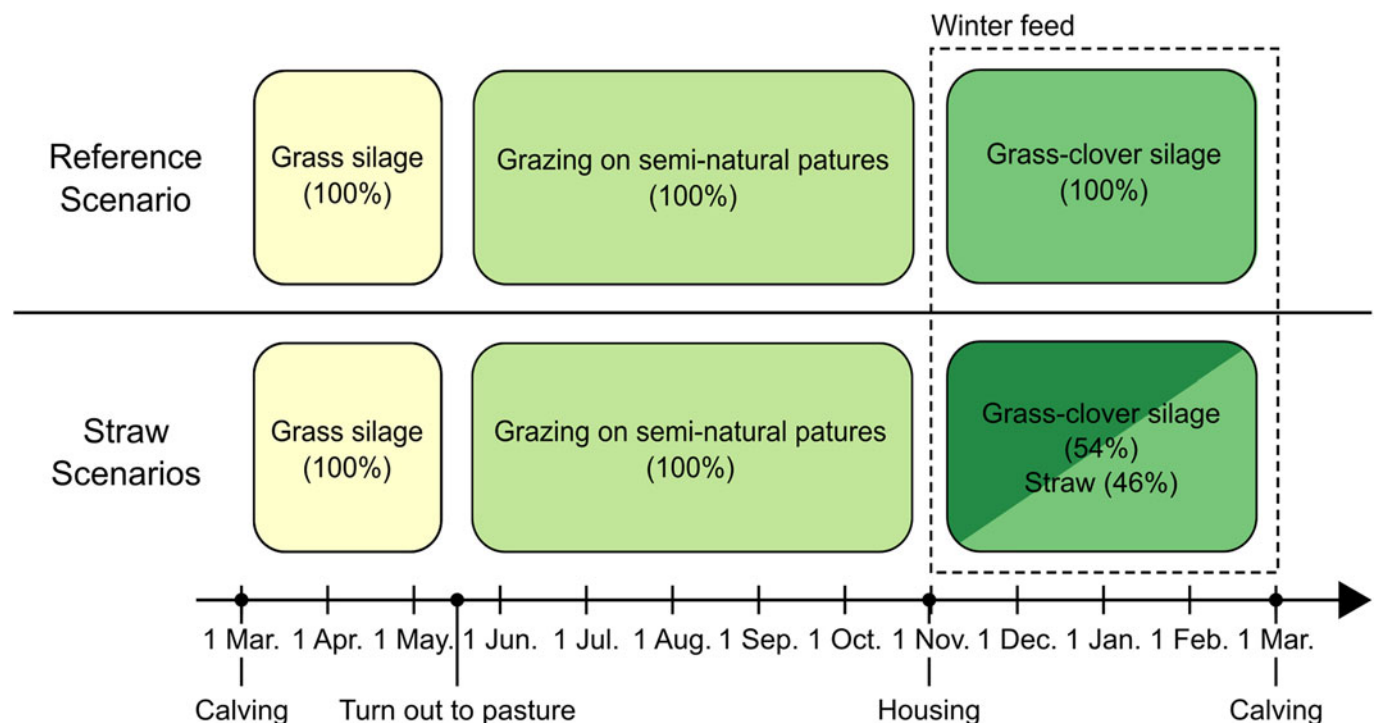 Winter feed
Reference
Scenario
Grass silage
(100%)
Grazing on semi-natural patures
(100%)
Grass-clover silage
(100%)
Straw
Scenarios
Grass silage
(100%)
Grazing on semi-natural patures
(100%)
Grass-clover silage
(54%)
Straw (46%)
1 Mar. 1 Apr. 1 May. 1 Jun. 1 Jul. 1 Aug. 1 Sep. 1 Oct. 1 Nov. 1 Dec. 1 Jan. 1 Feb. 1 Mar.
Calving Turn out to pasture Housing Calving